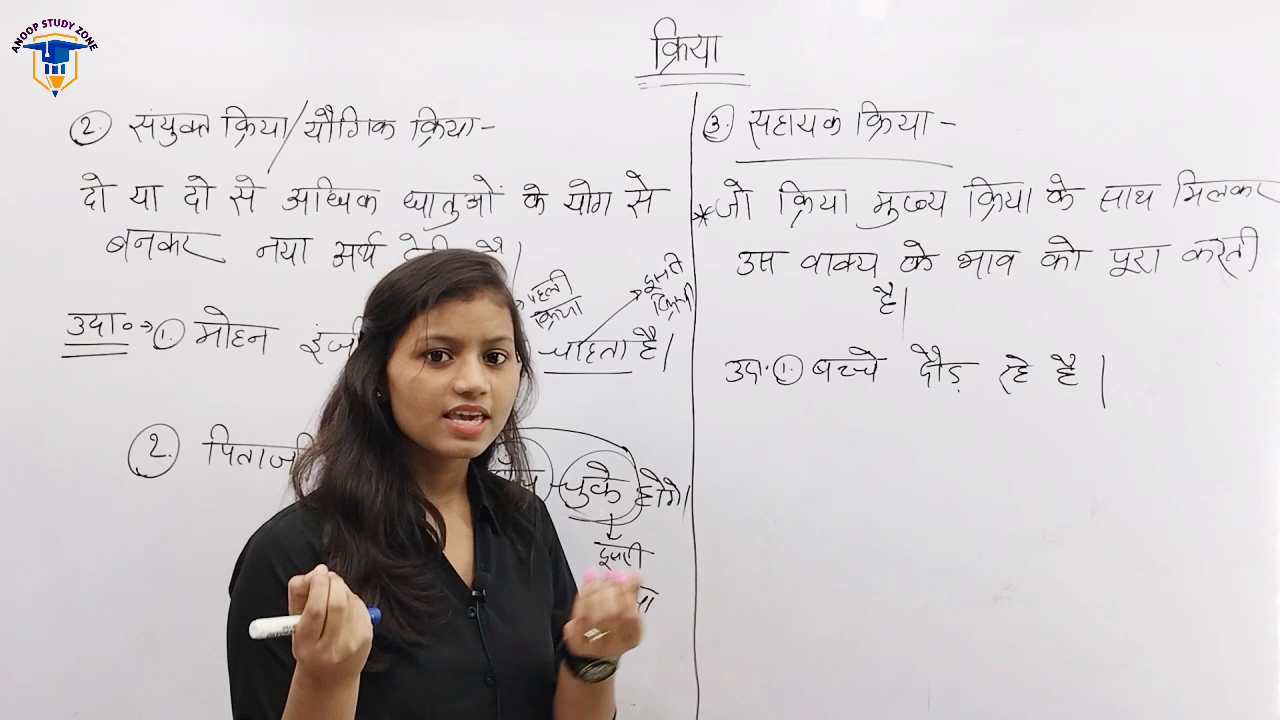 ANOOP STUDY ZONE
क्रिया
2. संयुक्त क्रिया/यौगिक क्रिया-
दो या दो से अधिक धातुओं के योग से
बनकर नया अर्थ है।
पहली
क्रिया
दूसरी
क्रिया
उदा० → 1. मोहन चाहता है।
2. पिताजी चुके होंगे।
दूसरी
3. सहायक क्रिया-
* जो क्रिया मुख्य क्रिया के साथ मिलकर
उस वाक्य के भाव को पूरा करती
है।
उदा. 1. बच्चे दौड़ रहे है।